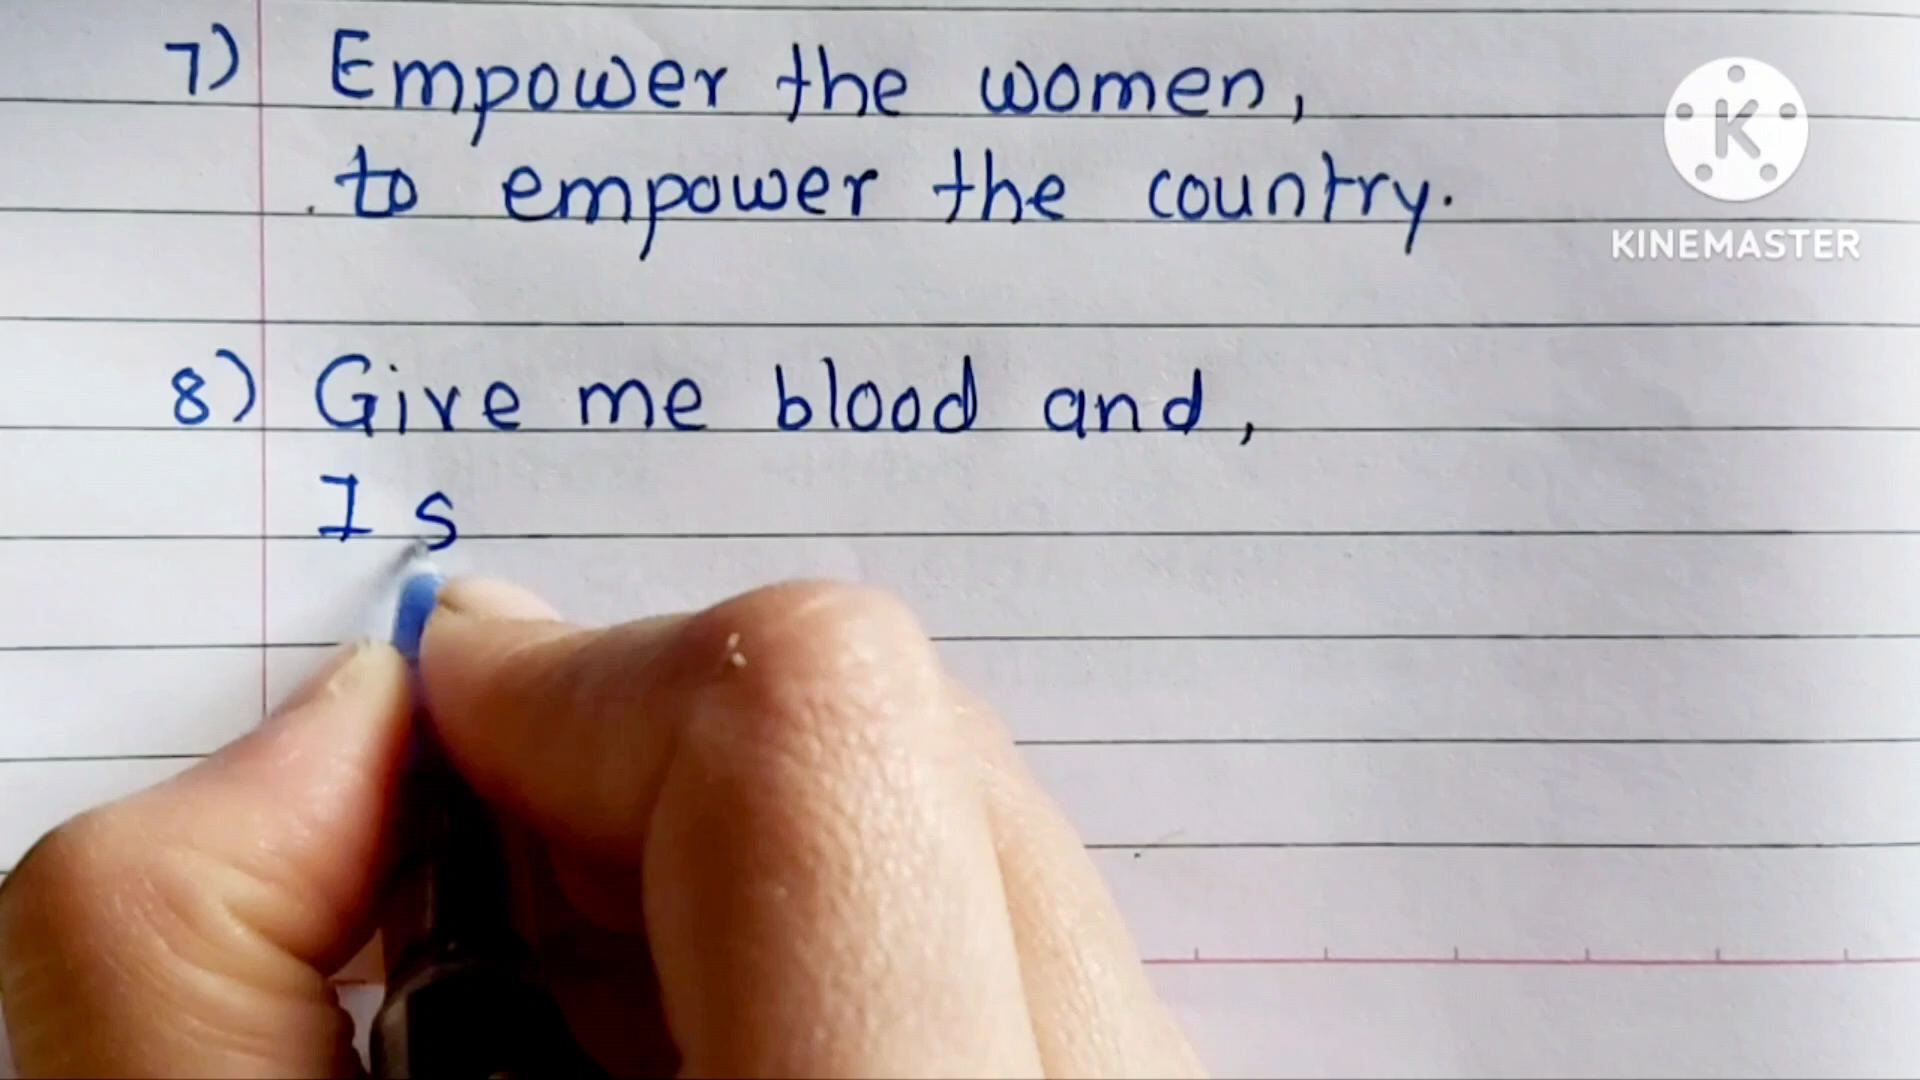 7) Empower the women,
to empower the country.
KINEMASTER
8) Give me blood and,
I s